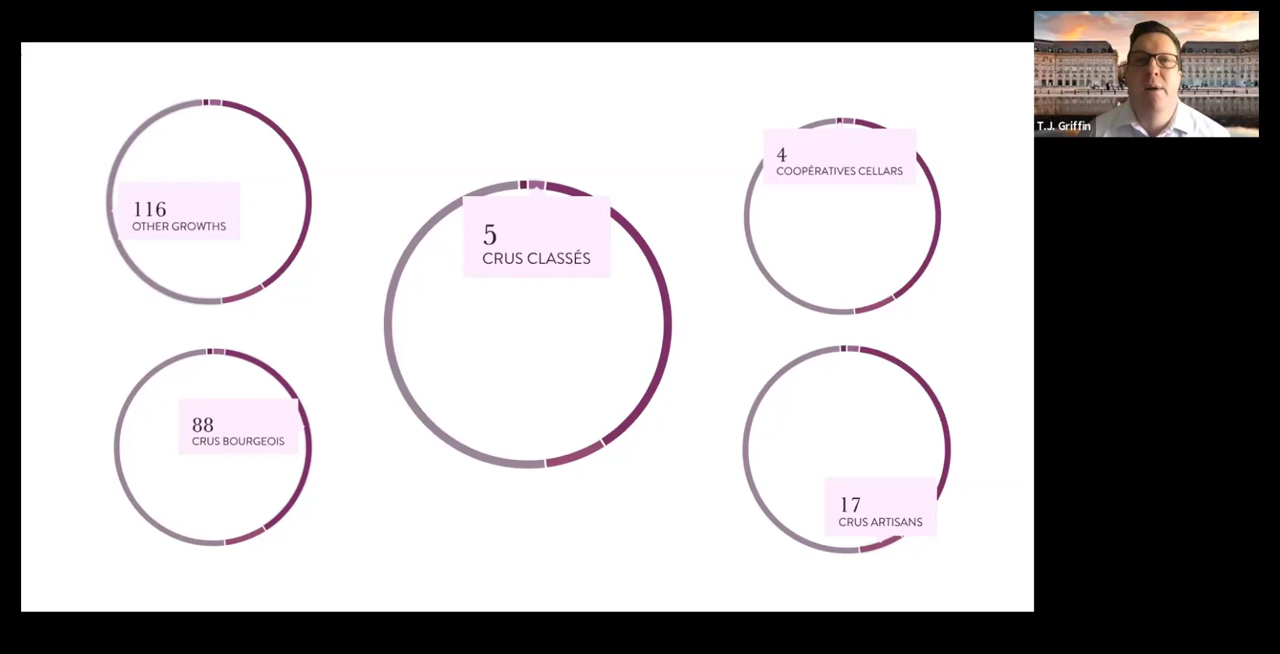 116
OTHER GROWTHS
88
CRUS BOURGEOIS
5
CRUS CLASSÉS
4
COOPÉRATIVES CELLARS
17
CRUS ARTISANS
T.J. Griffin